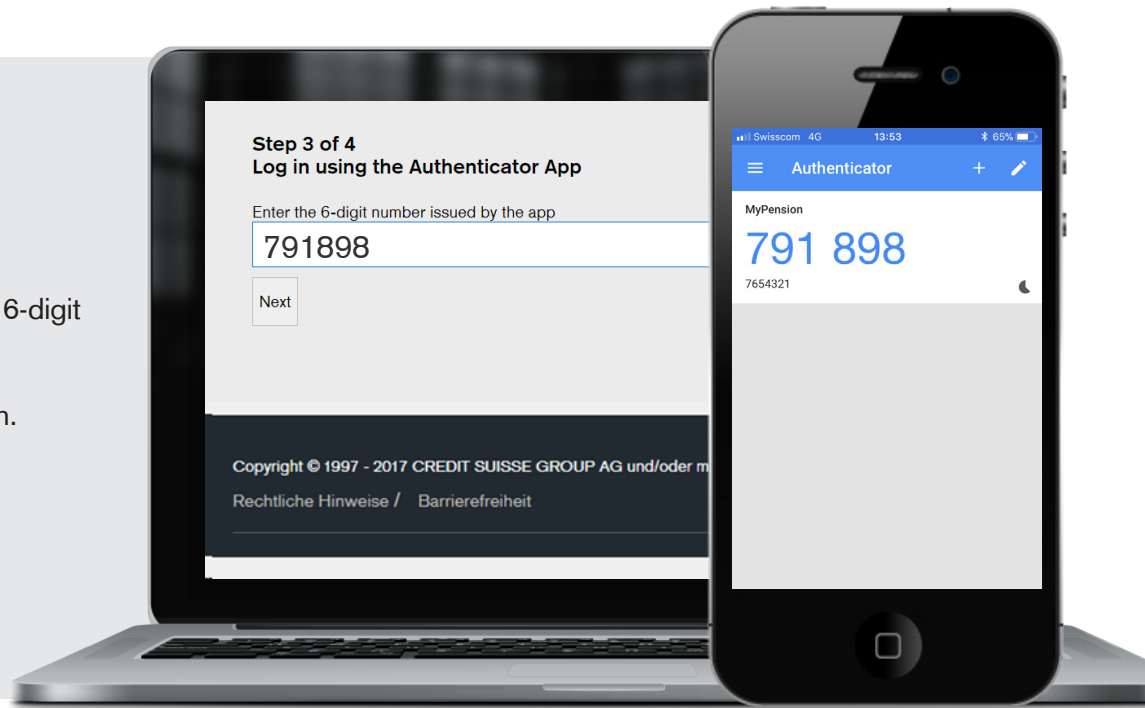 6-digit
n.
Step 3 of 4
Log in using the Authenticator App
Enter the 6-digit number issued by the app
791898
Next
Copyright © 1997 - 2017 CREDIT SUISSE GROUP AG und/oder m
Rechtliche Hinweise / Barrierefreiheit
Swisscom 4G 13:53 65%
Authenticator
MyPension
791 898
7654321